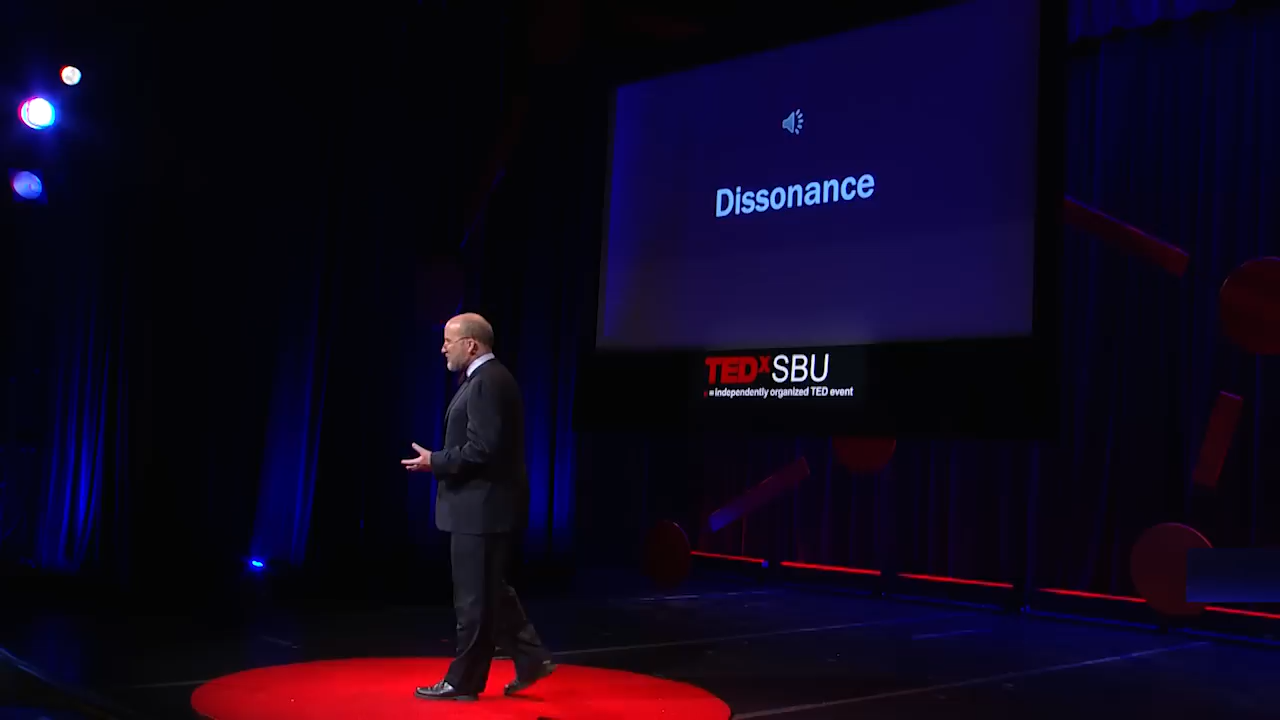 Dissonance
TEDxSBU
x = independently organized TED event